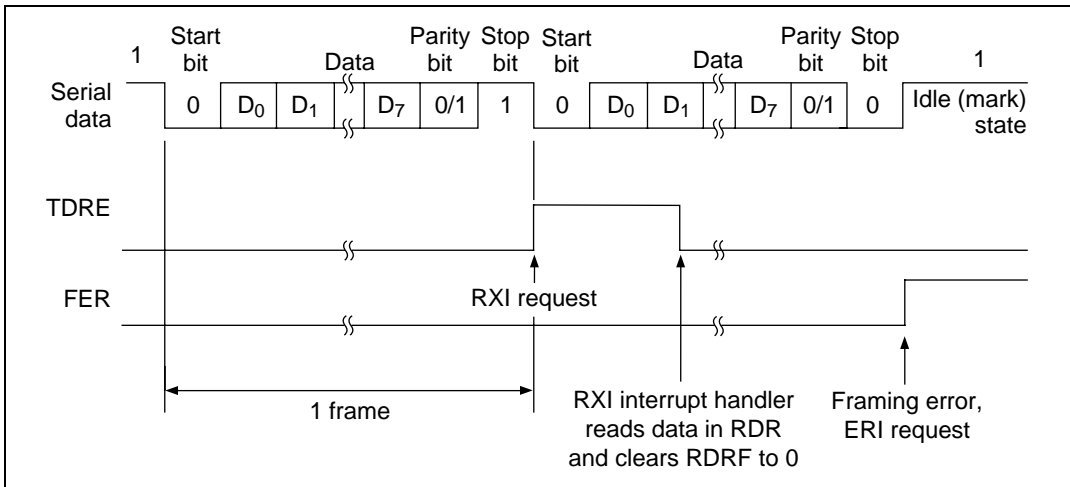 Start bit
Parity bit
Stop bit
Start bit
Parity bit
Stop bit
1
Data
Data
1
Serial data
0
D0
D1
D7
0/1
1
0
D0
D1
D7
0/1
0
Idle (mark) state
TDRE
RXI request
FER
1 frame
RXI interrupt handler
reads data in RDR
and clears RDRF to 0
Framing error,
ERI request